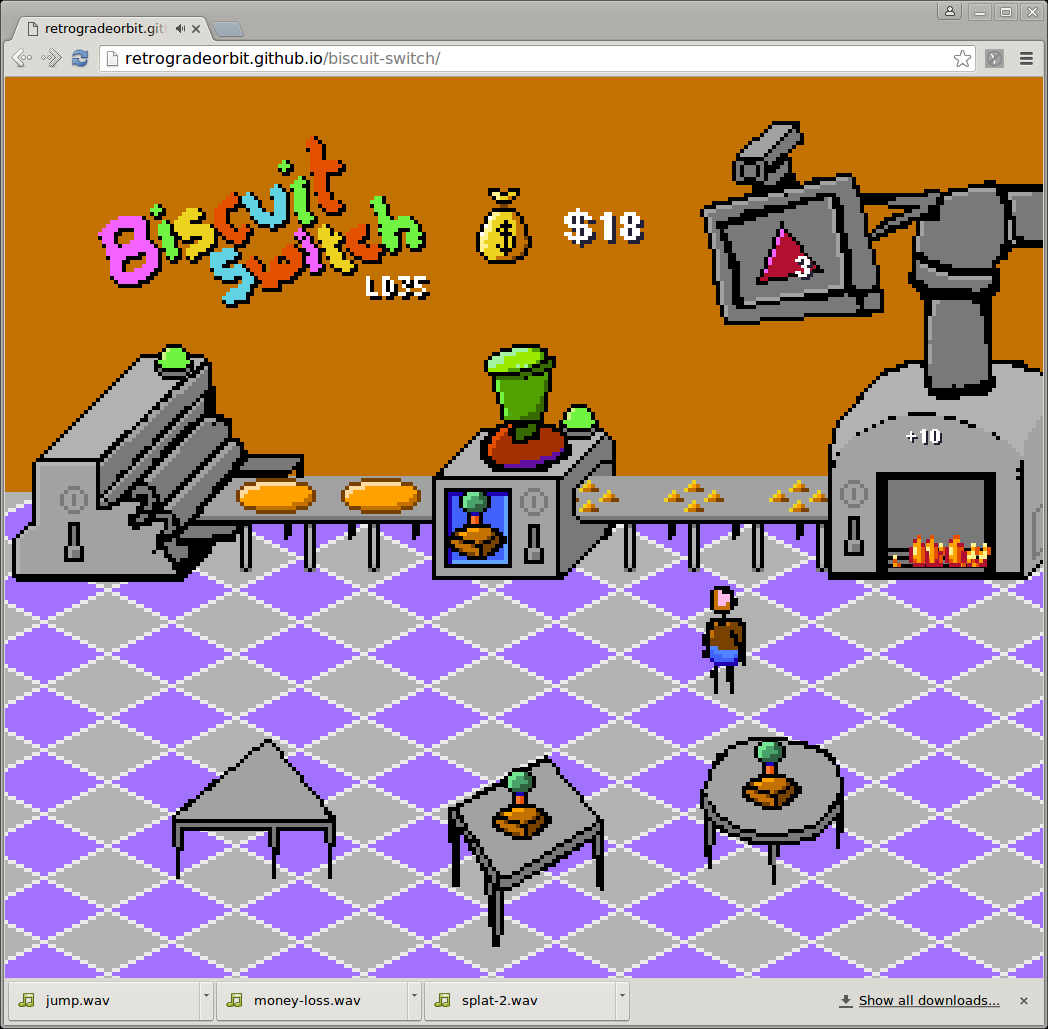 retrogradeorbit.git
retrogradeorbit.github.io/biscuit-switch/
Biscuit
Switch
LD35
$
$18
3
+10
jump.wav
money-loss.wav
splat-2.wav
Show all downloads...